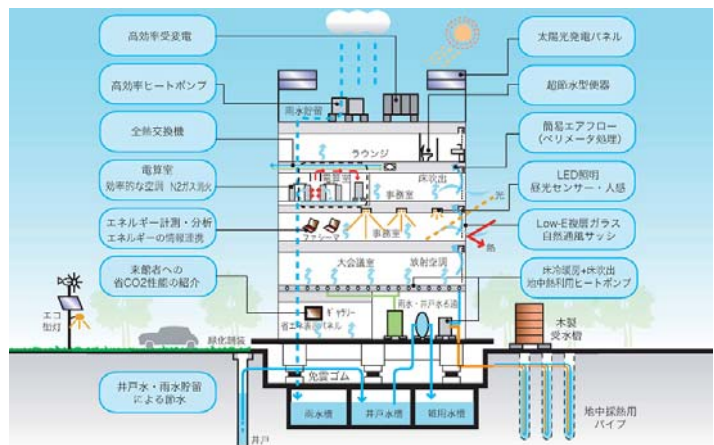 高効率受変電
高効率ヒートポンプ
全熱交換機
電算室
効率的な空調 N2ガス消火
エネルギー計測・分析
エネルギーの情報連携
来館者への
省CO2性能の紹介
井戸水・雨水貯留
による節水
太陽光発電パネル
超節水型便器
簡易エアフロー
(ペリメータ処理)
LED照明
昼光センサー・人感
Low-E複層ガラス
自然通風サッシ
床冷暖房+床吹出
地中熱利用ヒートポンプ
雨水貯留
ラウンジ
電算室
床吹出
事務室
光
事務室
熱
大会議室
放射空調
雨水・井戸水ろ過
ギャラリー
エコ
緑化舗装
免震ゴム
雨水槽
井戸水槽
雑用水槽
井戸
木製
受水槽
地中採熱用
パイプ